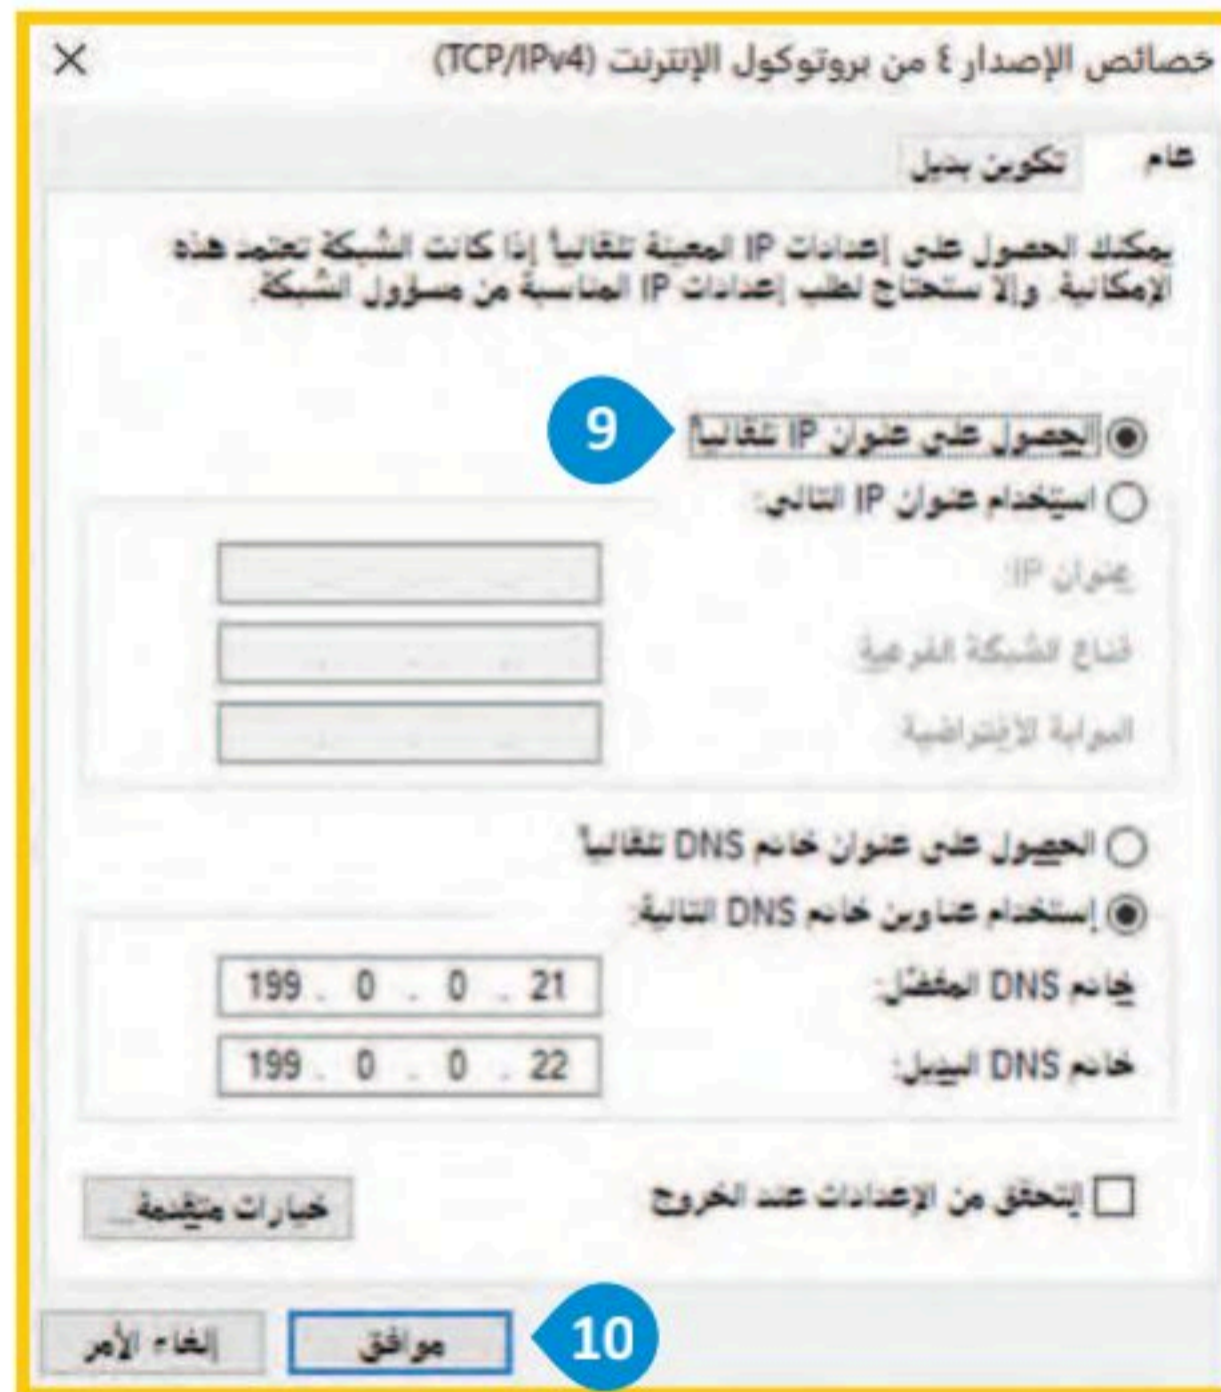 خصائص الإصدار ٤ من بروتوكول الإنترنت (TCP/IPv4)
عام
تكوين بديل
يمكنك الحصول على إعدادات IP المعينة تلقائياً إذا كانت الشبكة تعتمد هذه
الإمكانية. وإلا ستحتاج لطلب إعدادات IP المناسبة من مسؤول الشبكة.
الحصول على عنوان IP تلقائياً
9
استخدام عنوان IP التالي:
عنوان IP:
قناع الشبكة الفرعية
البوابة الافتراضية
الحصول على عنوان خادم DNS تلقائياً
إستخدام عناوين خادم DNS التالية:
خادم DNS المفضّل:
199 . 0 . 0 . 21
خادم DNS البديل:
199 . 0 . 0 . 22
التحقق من الإعدادات عند الخروج
خيارات متقدمة...
10
موافق
إلغاء الأمر